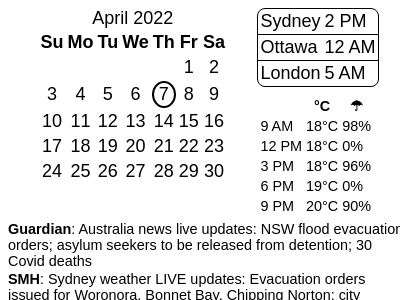 April 2022
Su Mo Tu We Th Fr Sa
1 2
3 4 5 6 7 8 9
10 11 12 13 14 15 16
17 18 19 20 21 22 23
24 25 26 27 28 29 30
Sydney 2 PM
Ottawa 12 AM
London 5 AM
°C ☂
9 AM 18°C 98%
12 PM 18°C 0%
3 PM 18°C 96%
6 PM 19°C 0%
9 PM 20°C 90%
Guardian: Australia news live updates: NSW flood evacuation
orders; asylum seekers to be released from detention; 30
Covid deaths
SMH: Sydney weather LIVE updates: Evacuation orders
issued for Woronora, Bonnet Bay, Chipping Norton; city